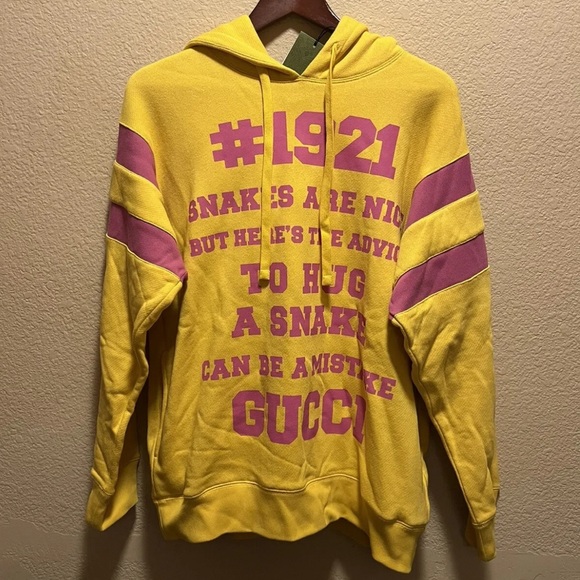 #1921
SNAKES ARE NIC
BUT HERE'S THE ADVIC
TO HUG
A SNAKE
CAN BE A MISTAKE
GUCCI